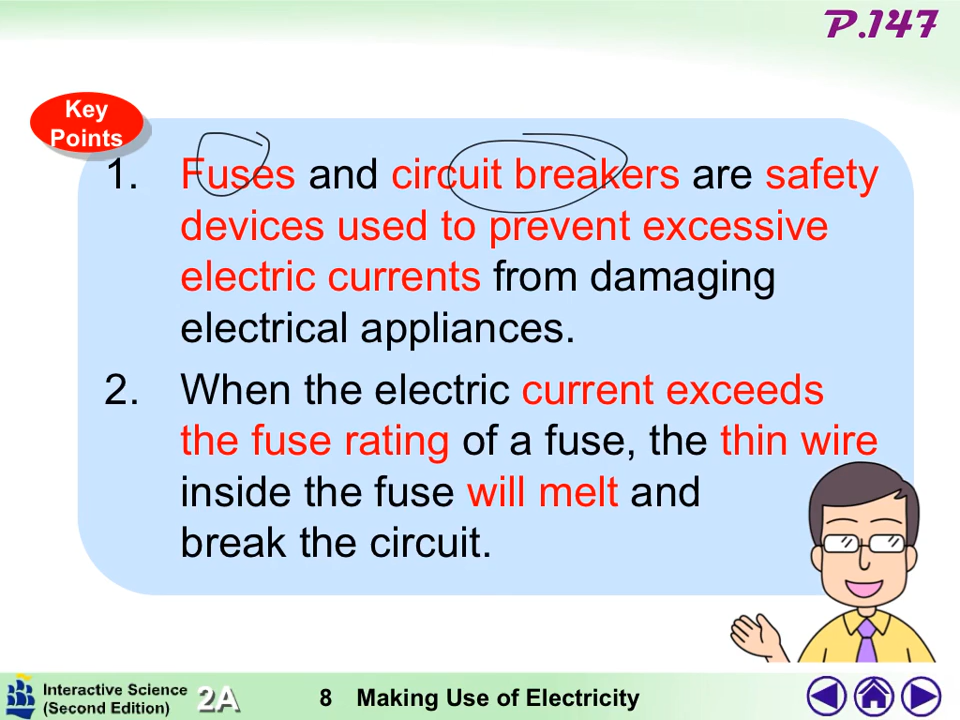 P.147
Key
Points
1. Fuses and circuit breakers are safety
devices used to prevent excessive
electric currents from damaging
electrical appliances.
2. When the electric current exceeds
the fuse rating of a fuse, the thin wire
inside the fuse will melt and
break the circuit.
Interactive Science
(Second Edition)
2A
8 Making Use of Electricity